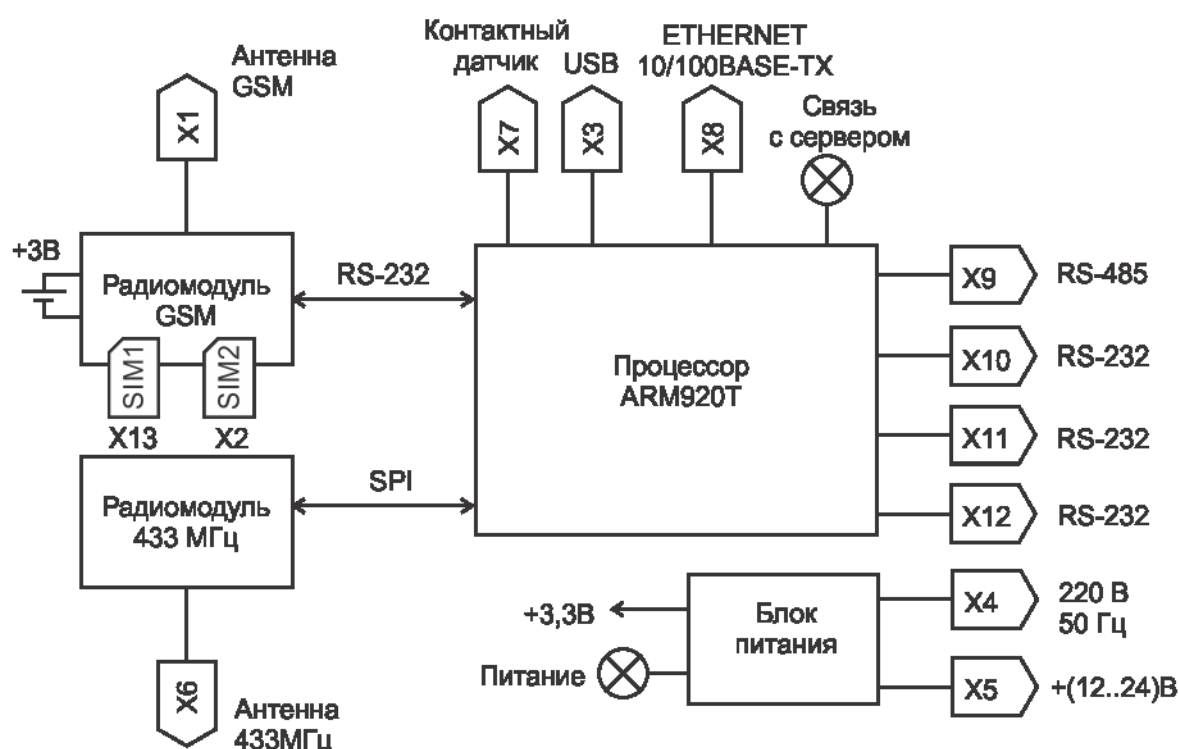 Контактный
датчик
USB
ETHERNET
10/100BASE-TX
Антенна
GSM
Связь
с сервером
X1
X7
X3
X8
+3В
Радиомодуль
GSM
RS-232
SIM1
SIM2
X13
X2
Процессор
ARM920T
X9
RS-485
X10
RS-232
X11
RS-232
X12
RS-232
Радиомодуль
433 МГц
SPI
X6
Антенна
433МГц
+3,3В
Питание
Блок
питания
X4
220 В
50 Гц
X5
+(12..24)В